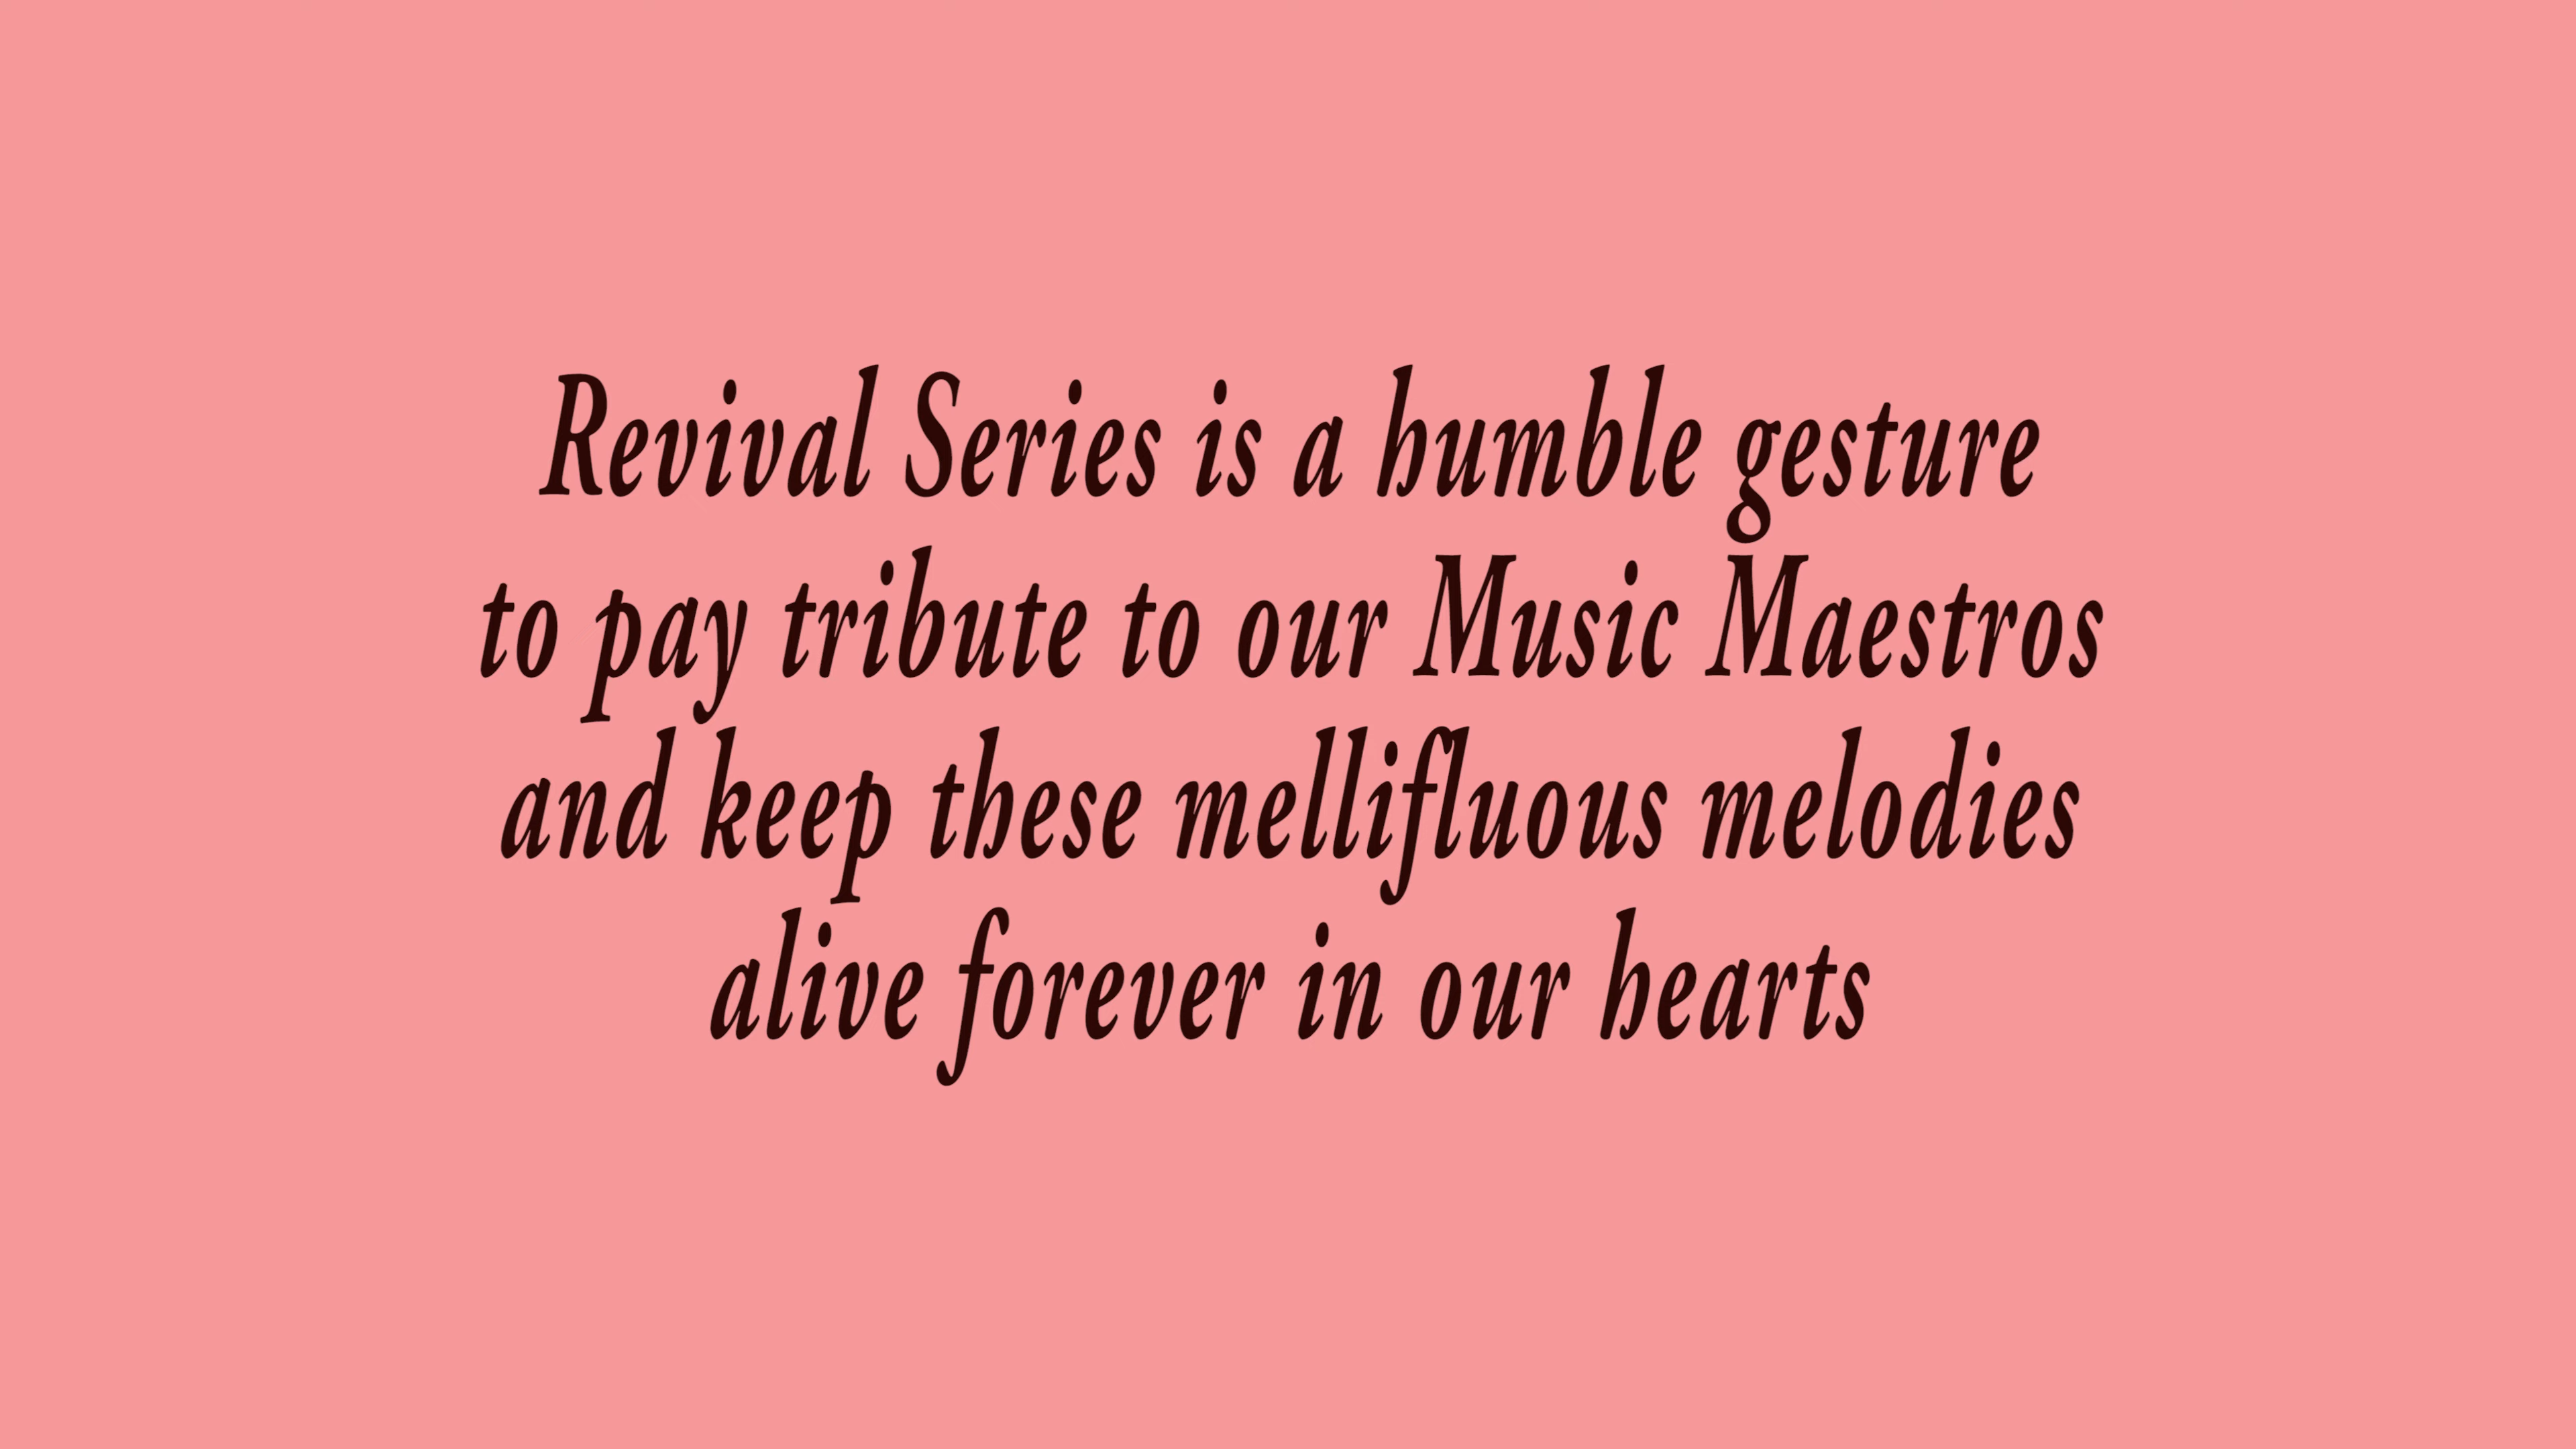 Revival Series is a humble gesture
to pay tribute to our Music Maestros
and keep these mellifluous melodies
alive forever in our hearts